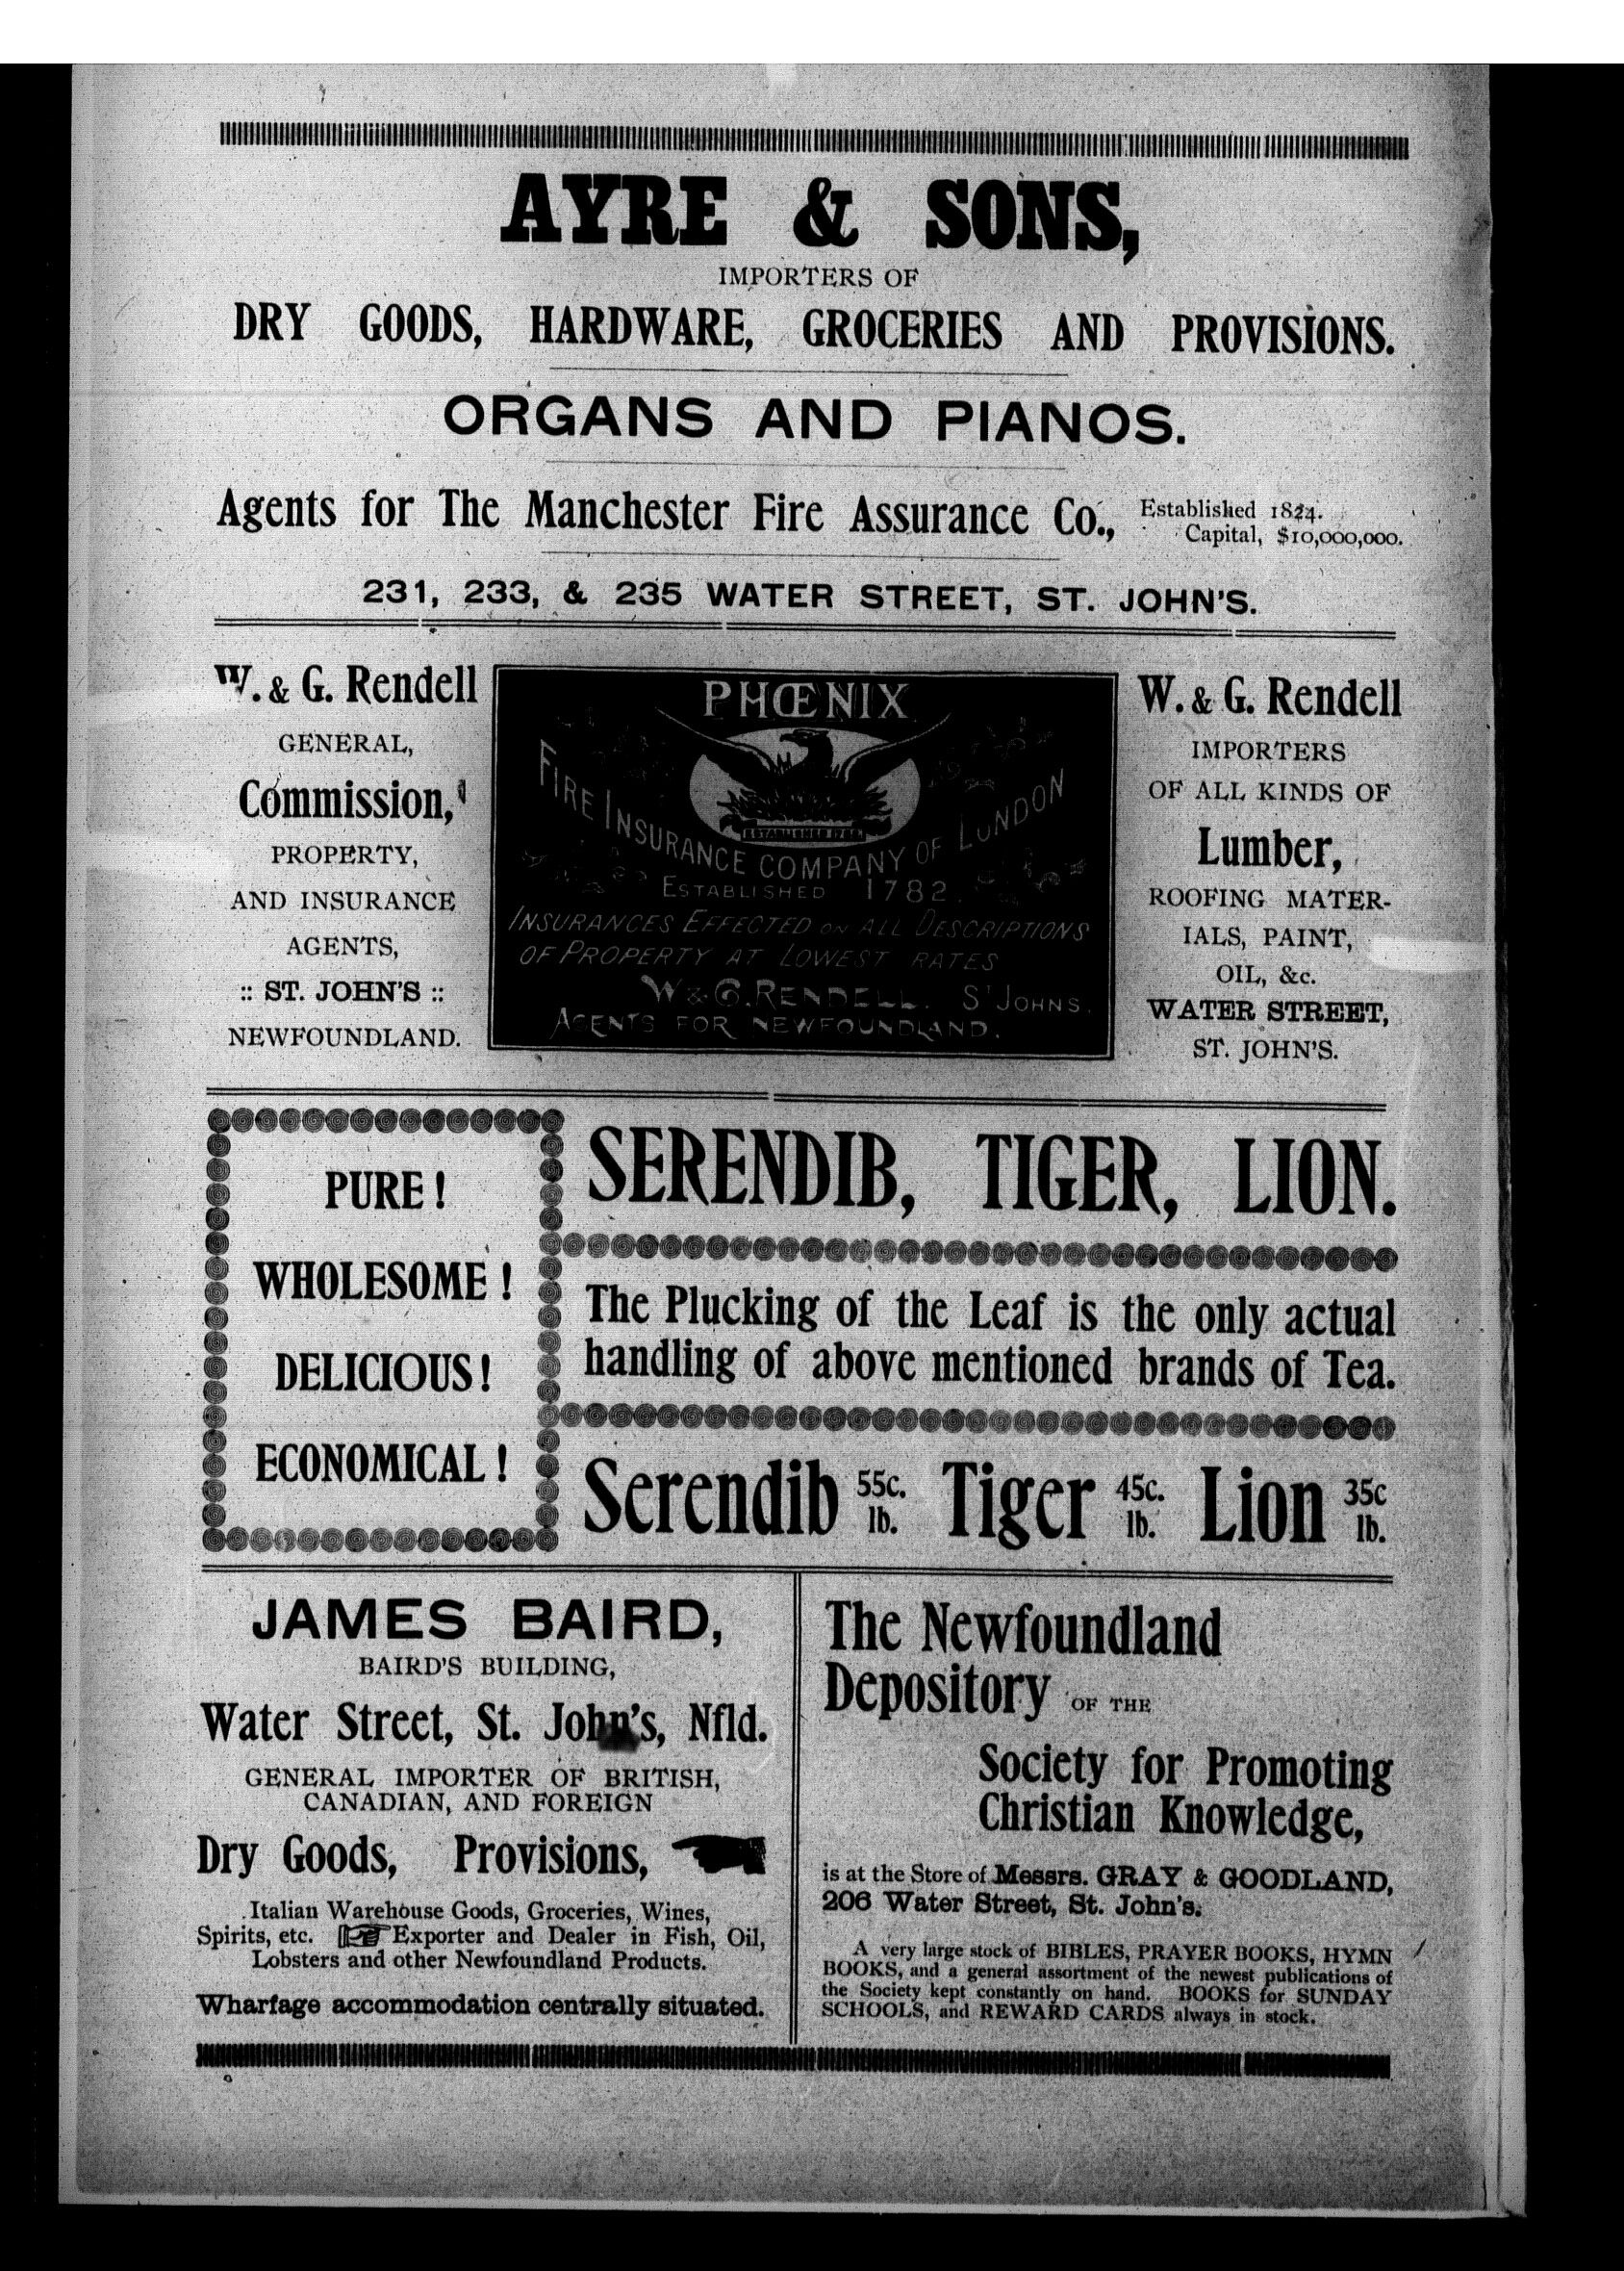 AYRE & SONS,
IMPORTERS OF
DRY GOODS, HARDWARE, GROCERIES AND PROVISIONS.
ORGANS AND PIANOS.
Agents for The Manchester Fire Assurance Co., Established 1824.
Capital, $10,000,000.
231, 233, & 235 WATER STREET, ST. JOHN'S.
W. & G. Rendell
GENERAL,
Commission,
PROPERTY,
AND INSURANCE
AGENTS,
:: ST. JOHN'S ::
NEWFOUNDLAND.
PHŒNIX
FIRE INSURANCE COMPANY OF LONDON
ESTABLISHED 1782.
ESTABLISHED 1782.
INSURANCES EFFECTED ON ALL DESCRIPTIONS
OF PROPERTY AT LOWEST RATES
W & G. RENDELL. ST JOHNS.
AGENTS FOR NEWFOUNDLAND.
W. & G. Rendell
IMPORTERS
OF ALL KINDS OF
Lumber,
ROOFING MATER-
IALS, PAINT,
OIL, &c.
WATER STREET,
ST. JOHN'S.
PURE!
WHOLESOME!
DELICIOUS!
ECONOMICAL!
SERENDIB, TIGER, LION.
The Plucking of the Leaf is the only actual
handling of above mentioned brands of Tea.
Serendib 55c. lb. Tiger 45c. lb. Lion 35c lb.
JAMES BAIRD,
BAIRD'S BUILDING,
Water Street, St. John's, Nfld.
GENERAL IMPORTER OF BRITISH,
CANADIAN, AND FOREIGN
Dry Goods, Provisions,
Italian Warehouse Goods, Groceries, Wines,
Spirits, etc. Exporter and Dealer in Fish, Oil,
Lobsters and other Newfoundland Products.
Wharfage accommodation centrally situated.
The Newfoundland
Depository OF THE
Society for Promoting
Christian Knowledge,
is at the Store of Messrs. GRAY & GOODLAND,
206 Water Street, St. John's.
A very large stock of BIBLES, PRAYER BOOKS, HYMN
BOOKS, and a general assortment of the newest publications of
the Society kept constantly on hand. BOOKS for SUNDAY
SCHOOLS, and REWARD CARDS always in stock.